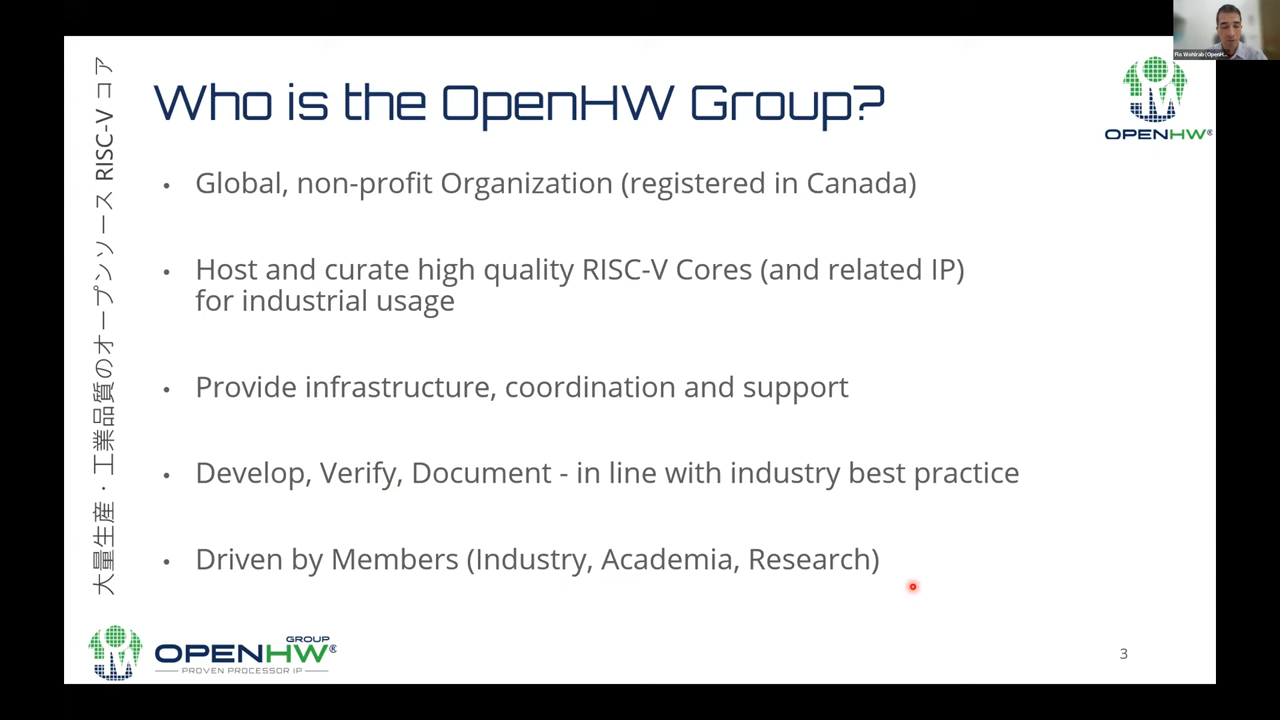 Who is the OpenHW Group?
• Global, non-profit Organization (registered in Canada)
• Host and curate high quality RISC-V Cores (and related IP)
for industrial usage
• Provide infrastructure, coordination and support
• Develop, Verify, Document - in line with industry best practice
• Driven by Members (Industry, Academia, Research)
大量生産・工業品質のオープンソース RISC-V コア
OPENHW®
Flo Wohlrab (OpenH...
GROUP
OPENHW®
PROVEN PROCESSOR IP
3